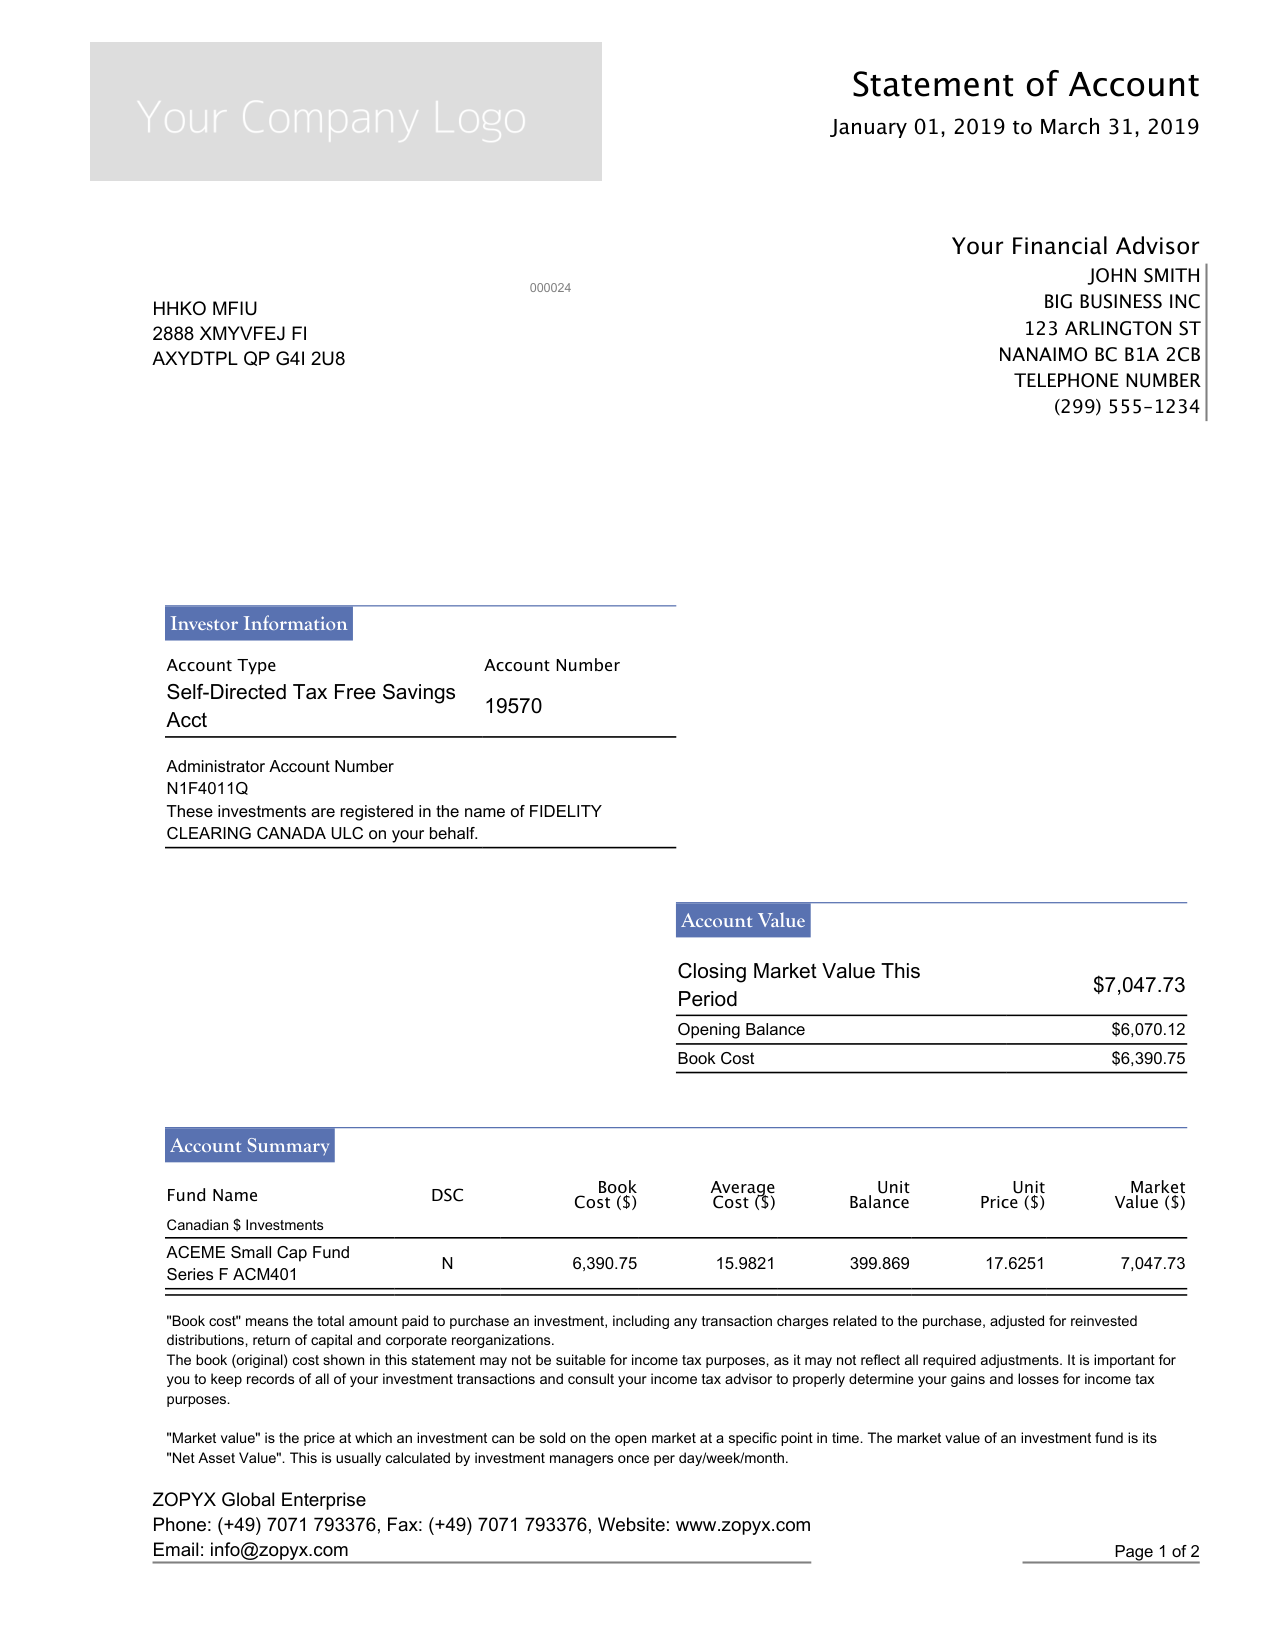 Your Company Logo
Statement of Account
January 01, 2019 to March 31, 2019
Your Financial Advisor
JOHN SMITH
BIG BUSINESS INC
123 ARLINGTON ST
NANAIMO BC B1A 2CB
TELEPHONE NUMBER
(299) 555-1234
000024
HHKO MFIU
2888 XMYVFEJ FI
AXYDTPL QP G4I 2U8
Investor Information
Account Type Account Number
Self-Directed Tax Free Savings
Acct
19570
Administrator Account Number
N1F4011Q
These investments are registered in the name of FIDELITY
CLEARING CANADA ULC on your behalf.
Account Value
Closing Market Value This
Period
$7,047.73
Opening Balance $6,070.12
Book Cost $6,390.75
Account Summary
Fund Name DSC Book Cost ($) Average Cost ($) Unit Balance Unit Price ($) Market Value ($)
Canadian $ Investments
ACEME Small Cap Fund
Series F ACM401
N 6,390.75 15.9821 399.869 17.6251 7,047.73
"Book cost" means the total amount paid to purchase an investment, including any transaction charges related to the purchase, adjusted for reinvested
distributions, return of capital and corporate reorganizations.
The book (original) cost shown in this statement may not be suitable for income tax purposes, as it may not reflect all required adjustments. It is important for
you to keep records of all of your investment transactions and consult your income tax advisor to properly determine your gains and losses for income tax
purposes.
"Market value" is the price at which an investment can be sold on the open market at a specific point in time. The market value of an investment fund is its
"Net Asset Value". This is usually calculated by investment managers once per day/week/month.
ZOPYX Global Enterprise
Phone: (+49) 7071 793376, Fax: (+49) 7071 793376, Website: www.zopyx.com
Email: info@zopyx.com
Page 1 of 2